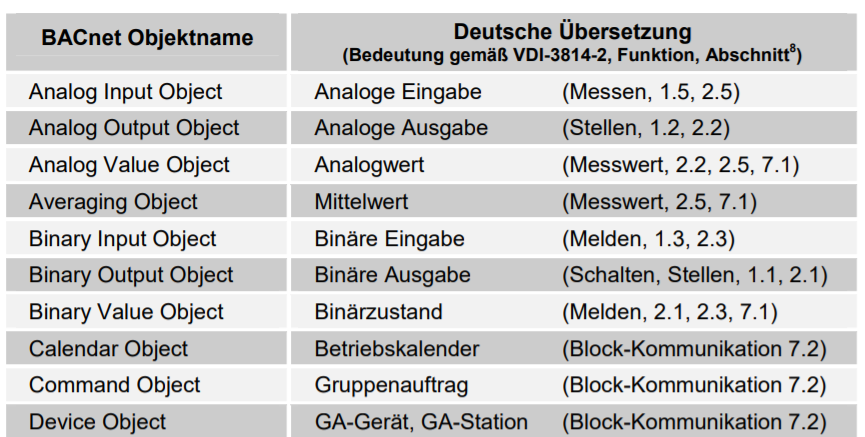 BACnet Objektname Deutsche Übersetzung
(Bedeutung gemäß VDI-3814-2, Funktion, Abschnitt⁸)
Analog Input Object Analoge Eingabe (Messen, 1.5, 2.5)
Analog Output Object Analoge Ausgabe (Stellen, 1.2, 2.2)
Analog Value Object Analogwert (Messwert, 2.2, 2.5, 7.1)
Averaging Object Mittelwert (Messwert, 2.5, 7.1)
Binary Input Object Binäre Eingabe (Melden, 1.3, 2.3)
Binary Output Object Binäre Ausgabe (Schalten, Stellen, 1.1, 2.1)
Binary Value Object Binärzustand (Melden, 2.1, 2.3, 7.1)
Calendar Object Betriebskalender (Block-Kommunikation 7.2)
Command Object Gruppenauftrag (Block-Kommunikation 7.2)
Device Object GA-Gerät, GA-Station (Block-Kommunikation 7.2)